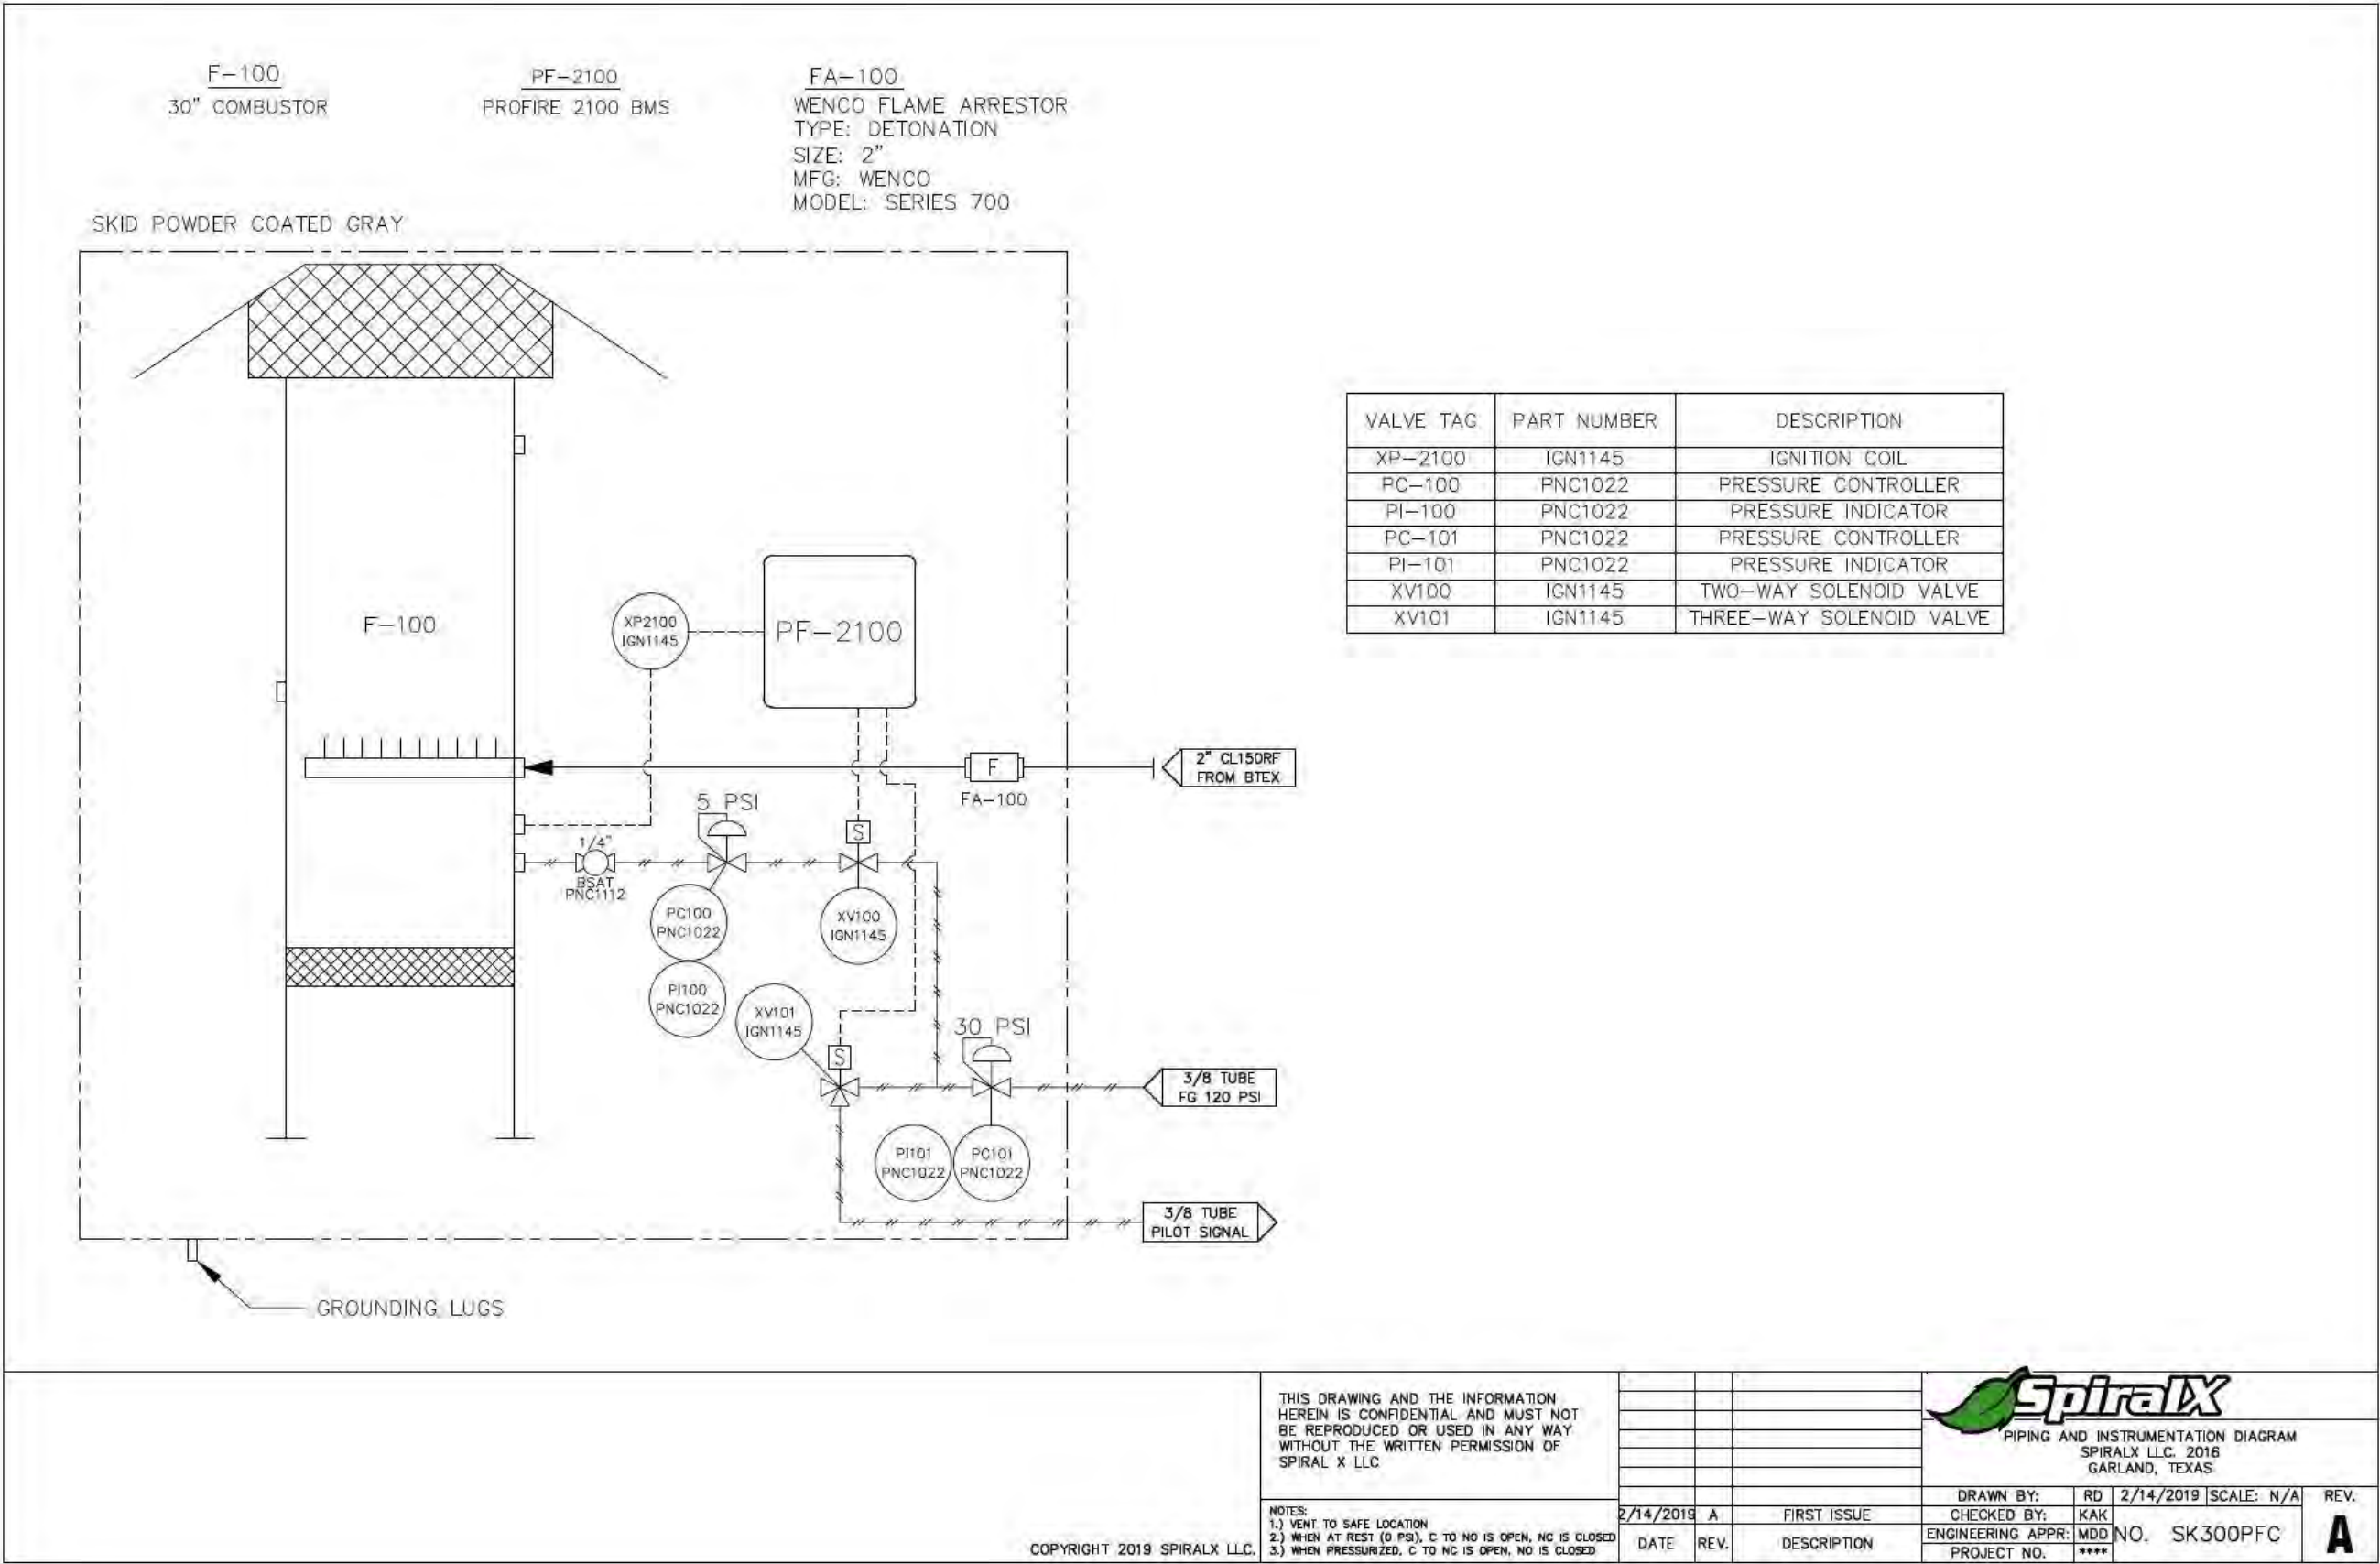 F-100
30" COMBUSTOR
PF-2100
PROFIRE 2100 BMS
FA-100
WENCO FLAME ARRESTOR
TYPE: DETONATION
SIZE: 2"
MFG: WENCO
MODEL: SERIES 700
SKID POWDER COATED GRAY
VALVE TAG PART NUMBER DESCRIPTION
XP-2100 IGN1145 IGNITION COIL
PC-100 PNC1022 PRESSURE CONTROLLER
PI-100 PNC1022 PRESSURE INDICATOR
PC-101 PNC1022 PRESSURE CONTROLLER
PI-101 PNC1022 PRESSURE INDICATOR
XV100 IGN1145 TWO-WAY SOLENOID VALVE
XV101 IGN1145 THREE-WAY SOLENOID VALVE
F-100
XP2100
IGN1145
PF-2100
F
FA-100
2" CL150RF
FROM BTEX
5 PSI
S
1/4"
BSAT
PNC1112
PC100
PNC1022
XV100
IGN1145
PI100
PNC1022
XV101
IGN1145
S
30 PSI
3/8 TUBE
FG 120 PSI
PI101
PNC1022
PC101
PNC1022
3/8 TUBE
PILOT SIGNAL
GROUNDING LUGS
COPYRIGHT 2019 SPIRALX LLC.
THIS DRAWING AND THE INFORMATION
HEREIN IS CONFIDENTIAL AND MUST NOT
BE REPRODUCED OR USED IN ANY WAY
WITHOUT THE WRITTEN PERMISSION OF
SPIRAL X LLC
NOTES:
1.) VENT TO SAFE LOCATION
2.) WHEN AT REST (0 PSI), C TO NO IS OPEN, NC IS CLOSED
3.) WHEN PRESSURIZED, C TO NC IS OPEN, NO IS CLOSED
2/14/2019 A FIRST ISSUE
DATE REV. DESCRIPTION
SpiralX
PIPING AND INSTRUMENTATION DIAGRAM
SPIRALX LLC. 2016
GARLAND, TEXAS
DRAWN BY: RD 2/14/2019 SCALE: N/A REV.
CHECKED BY: KAK
ENGINEERING APPR: MDD NO. SK300PFC A
PROJECT NO. ****